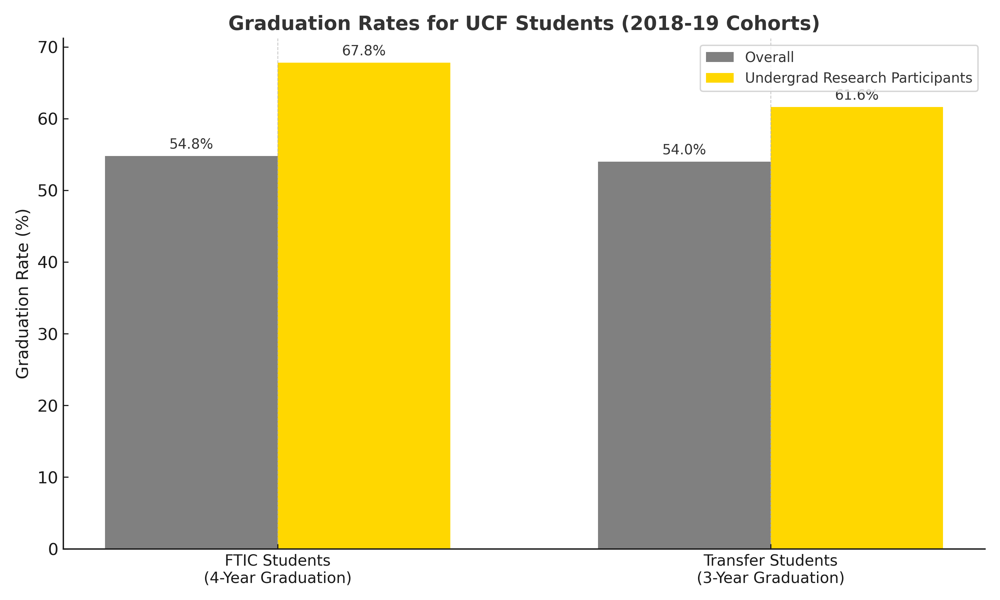 Graduation Rates for UCF Students (2018-19 Cohorts)
70
60
50
40
30
20
10
0
Graduation Rate (%)
54.8%
67.8%
54.0%
61.6%
Overall
Undergrad Research Participants
FTIC Students
(4-Year Graduation)
Transfer Students
(3-Year Graduation)